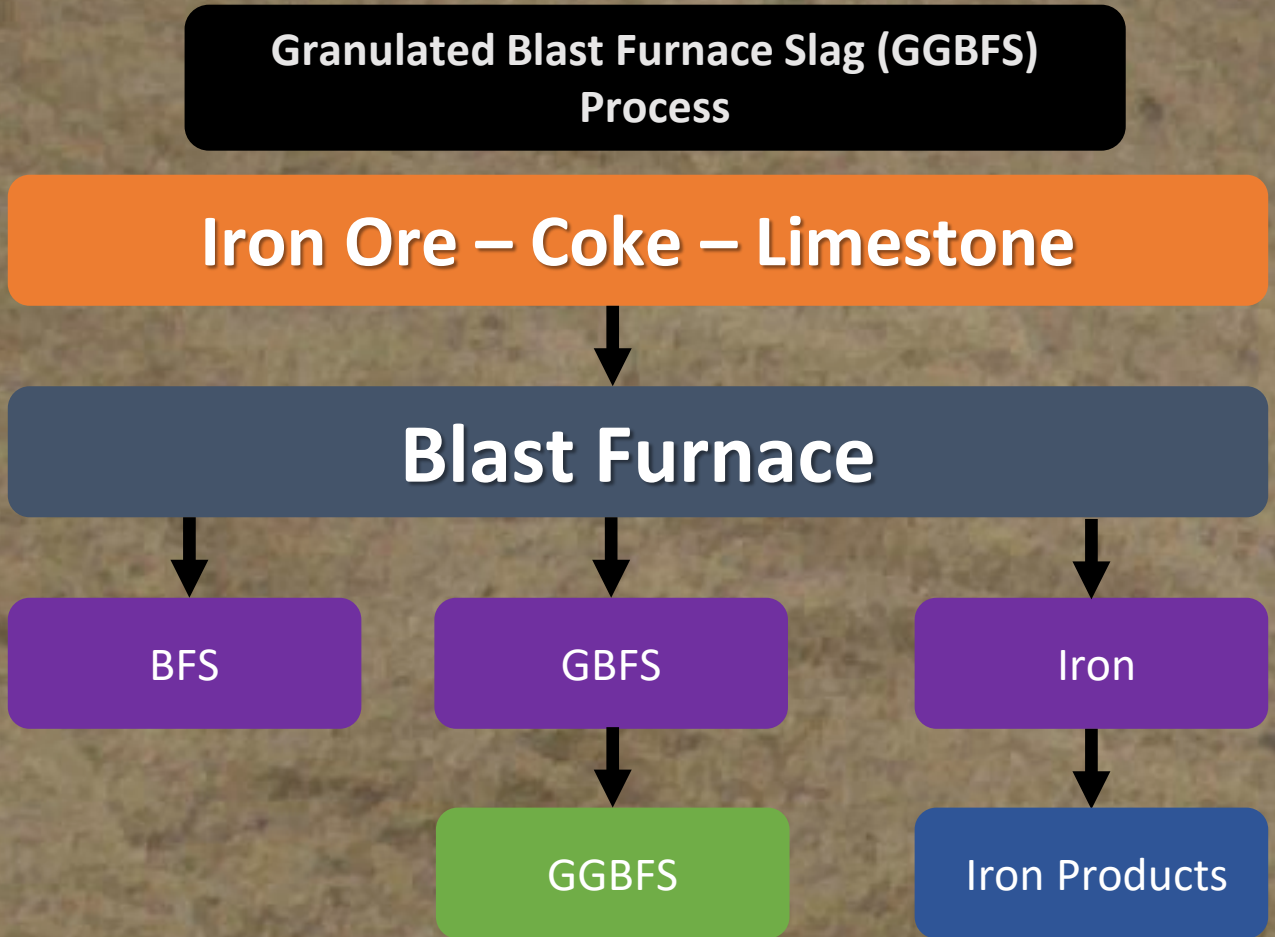 Granulated Blast Furnace Slag (GGBFS)
Process
Iron Ore – Coke – Limestone
Blast Furnace
BFS
GBFS
Iron
GGBFS
Iron Products